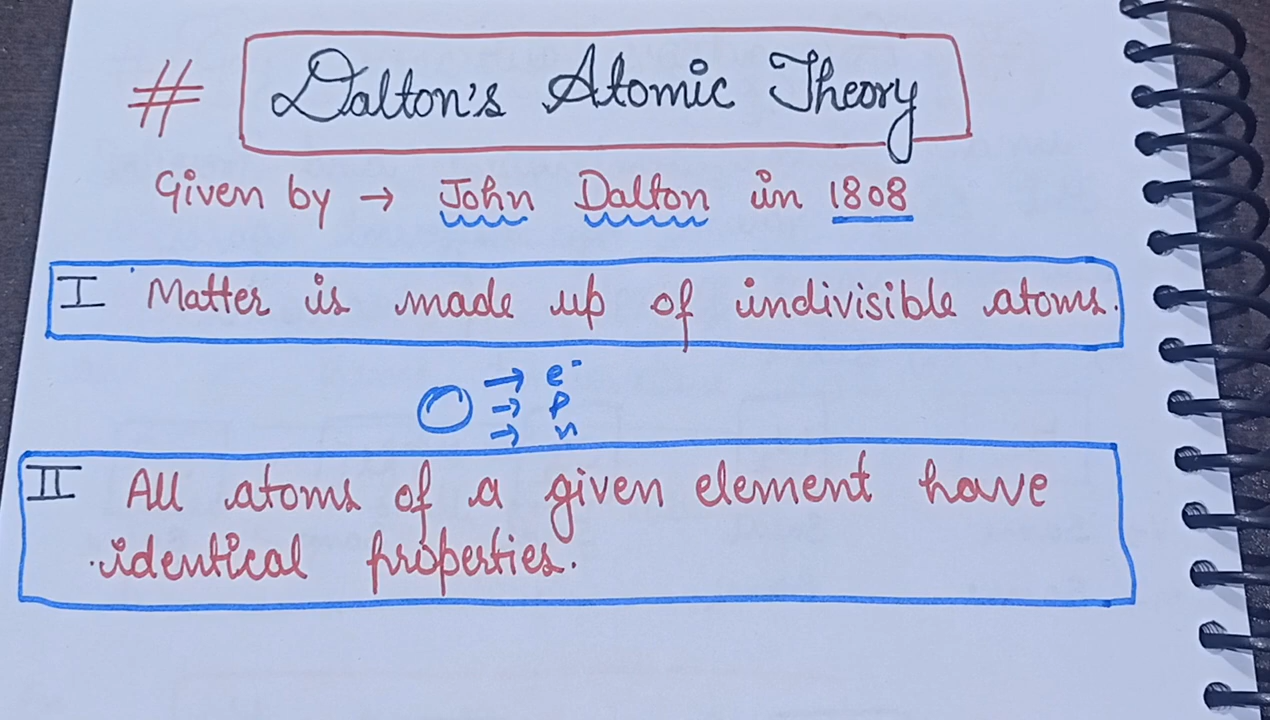 # Dalton's Atomic Theory
Given by → John Dalton in 1808
I Matter is made up of indivisible atoms.
→ e⁻
→ p
→ n
II All atoms of a given element have
identical properties.